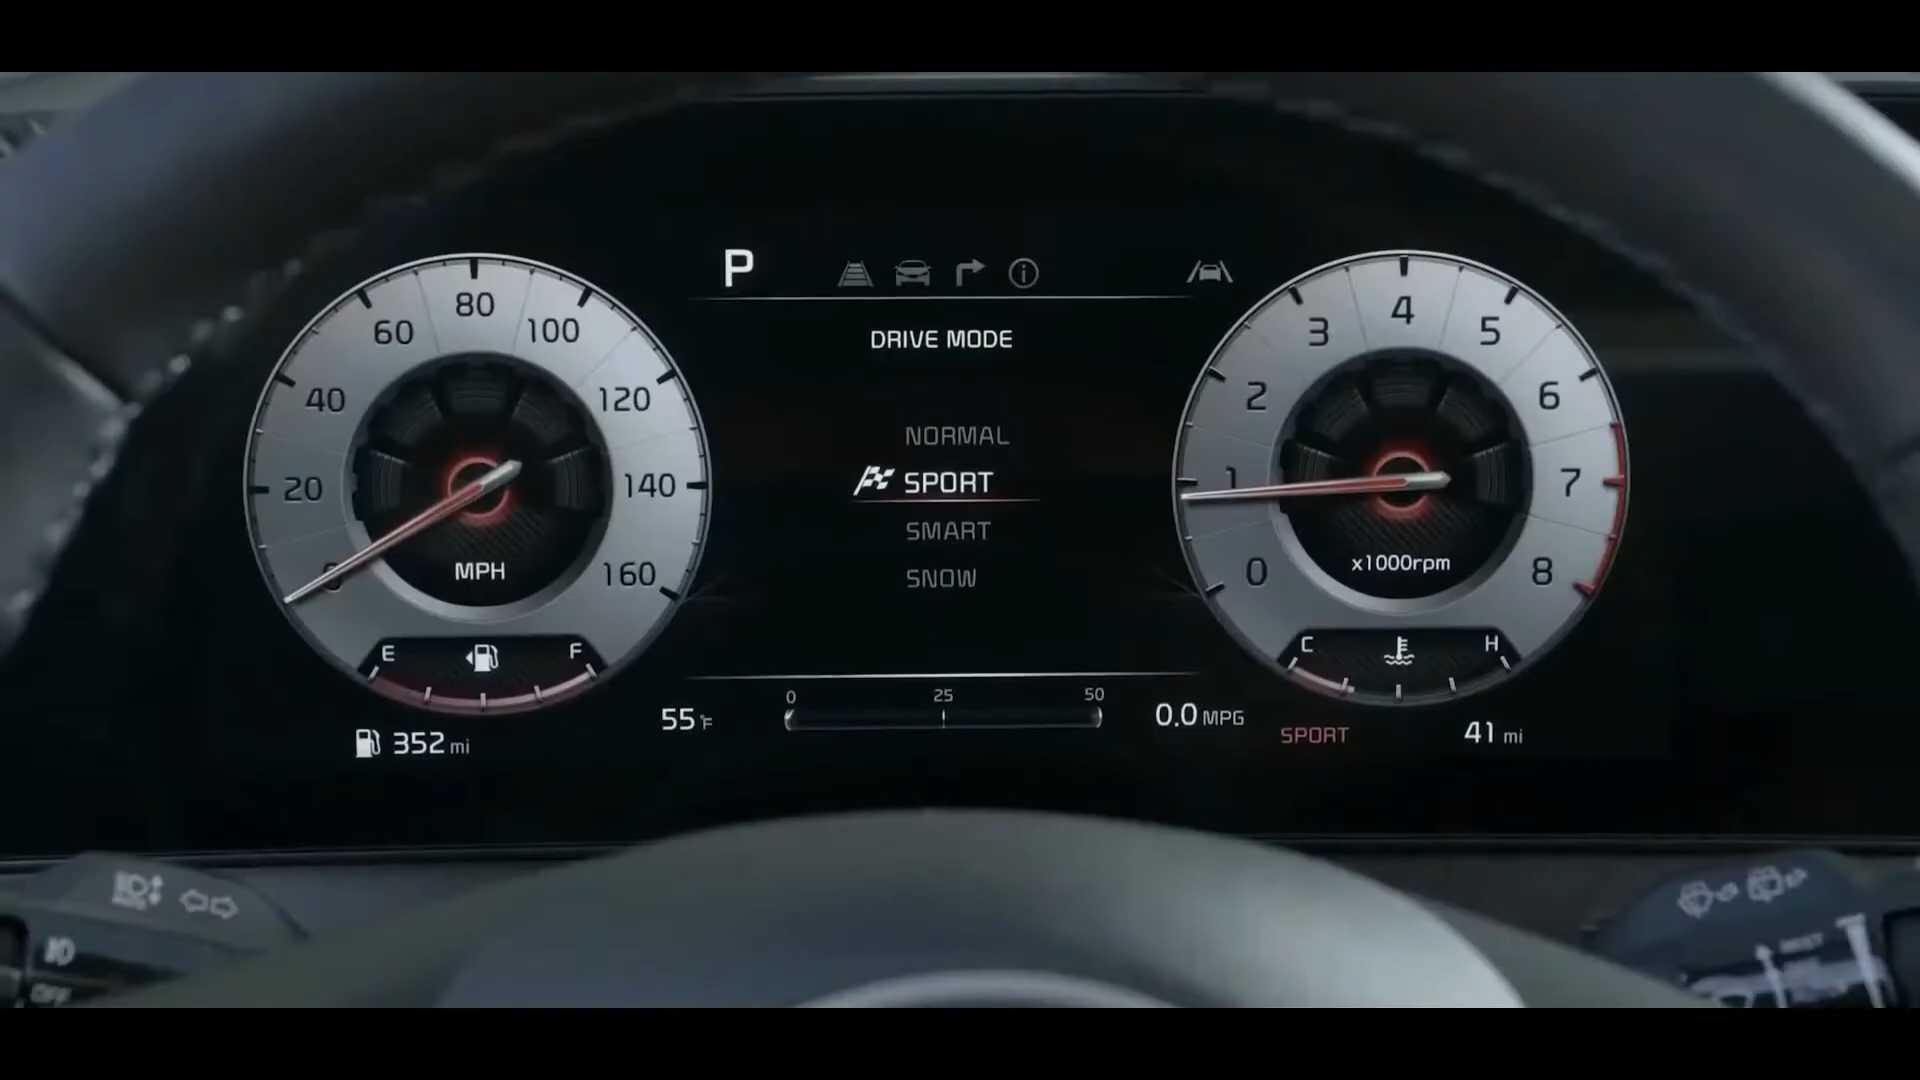 P
DRIVE MODE
NORMAL
SPORT
SMART
SNOW
0 20 40 60 80 100 120 140 160
MPH
E F
352 mi
55°F
0 25 50
0.0 MPG
0 1 2 3 4 5 6 7 8
x1000rpm
C H
SPORT
41 mi
OFF
MIST